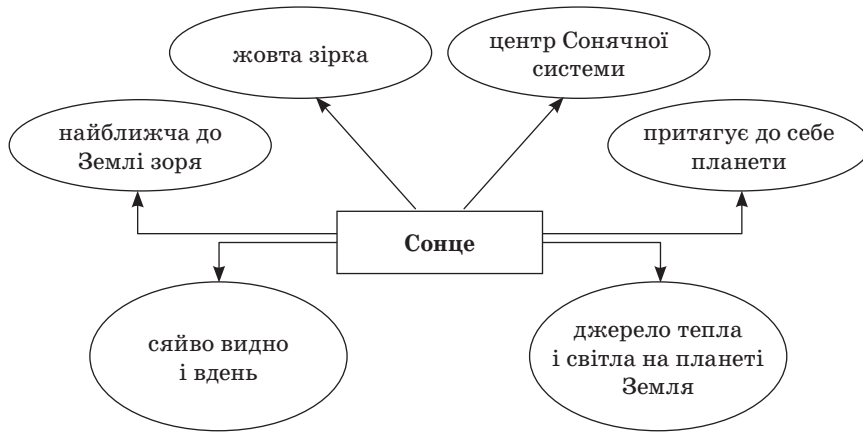 жовта зірка
центр Сонячної
системи
найближча до
Землі зоря
притягує до себе
планети
Сонце
сяйво видно
і вдень
джерело тепла
і світла на планеті
Земля